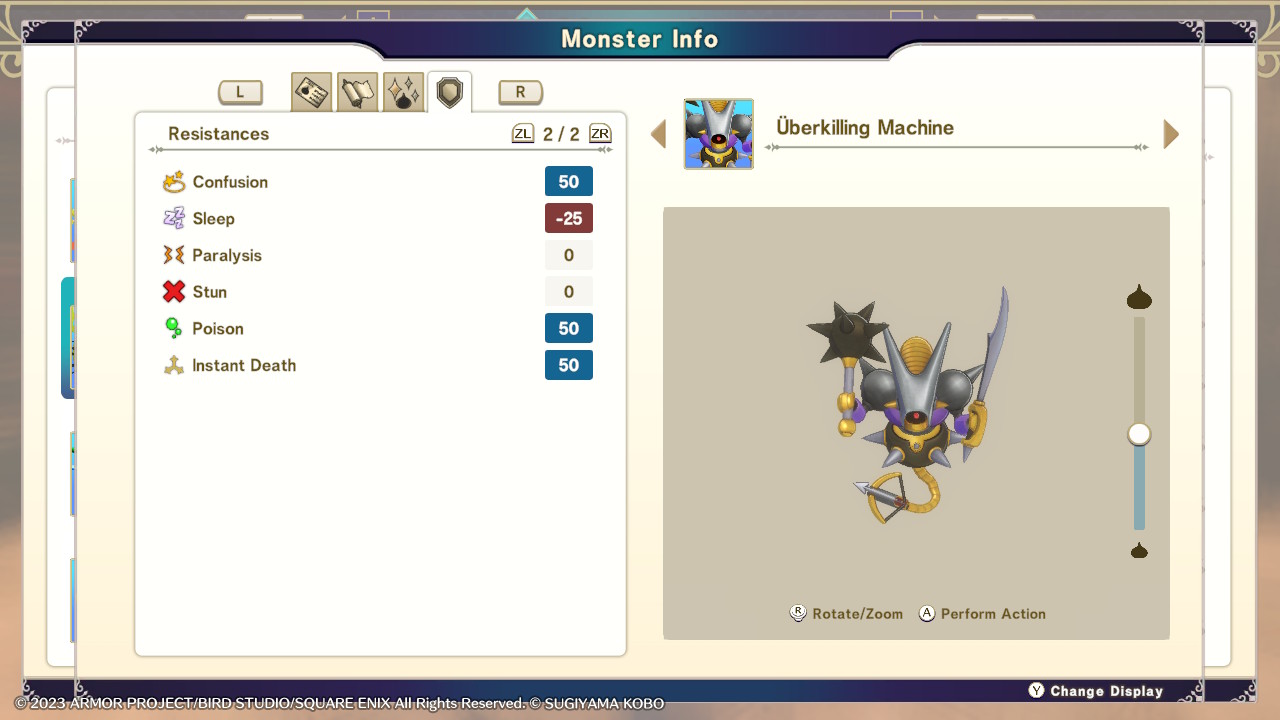 Monster Info
L
R
Resistances
ZL 2 / 2 ZR
Confusion 50
Sleep -25
Paralysis 0
Stun 0
Poison 50
Instant Death 50
Überkilling Machine
R Rotate/Zoom A Perform Action
Y Change Display
© 2023 ARMOR PROJECT/BIRD STUDIO/SQUARE ENIX All Rights Reserved. © SUGIYAMA KOBO